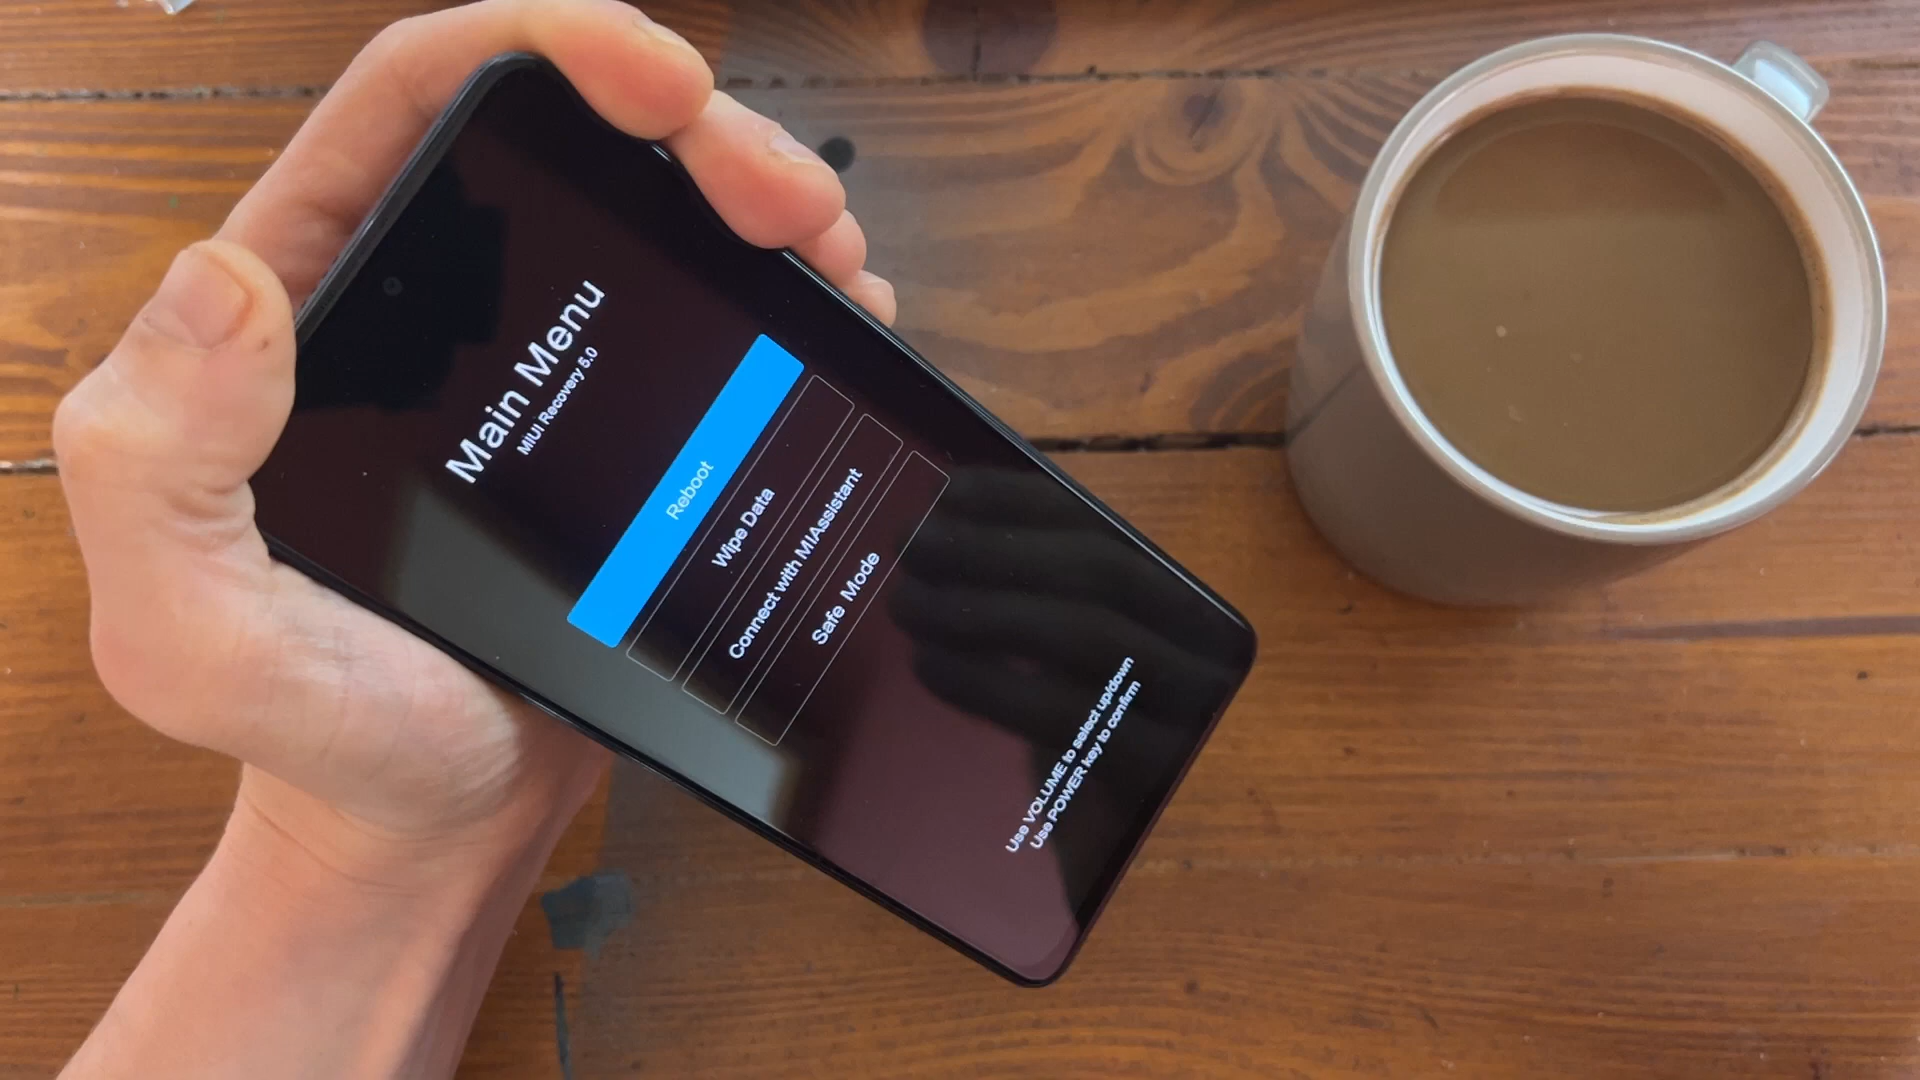 Main Menu
MIUI Recovery 5.0
Reboot
Wipe Data
Connect with MIAssistant
Safe Mode
Use VOLUME to select up/down
Use POWER key to confirm